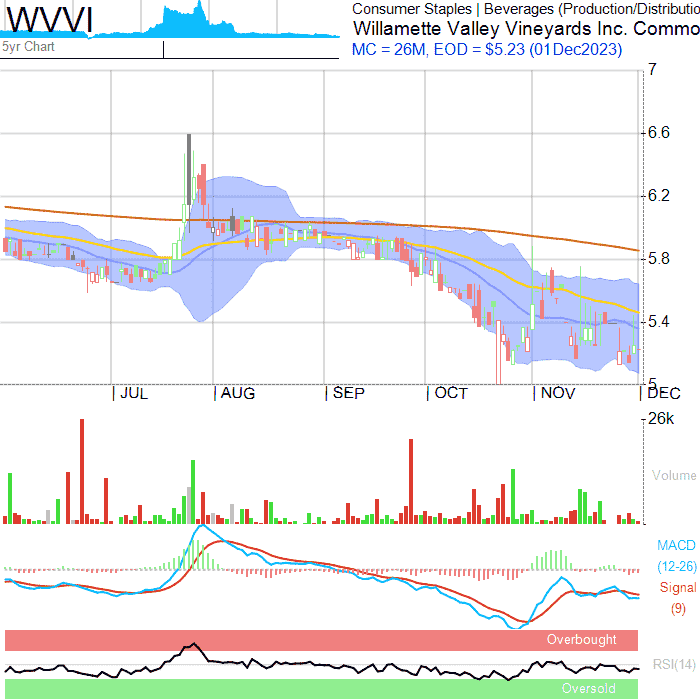 WVVI
5yr Chart
Consumer Staples | Beverages (Production/Distributio
Willamette Valley Vineyards Inc. Commo
MC = 26M, EOD = $5.23 (01Dec2023)
7
6.6
6.2
5.8
5.4
5
JUL AUG SEP OCT NOV DEC
26k
Volume
MACD
(12-26)
Signal
(9)
Overbought
RSI(14)
Oversold